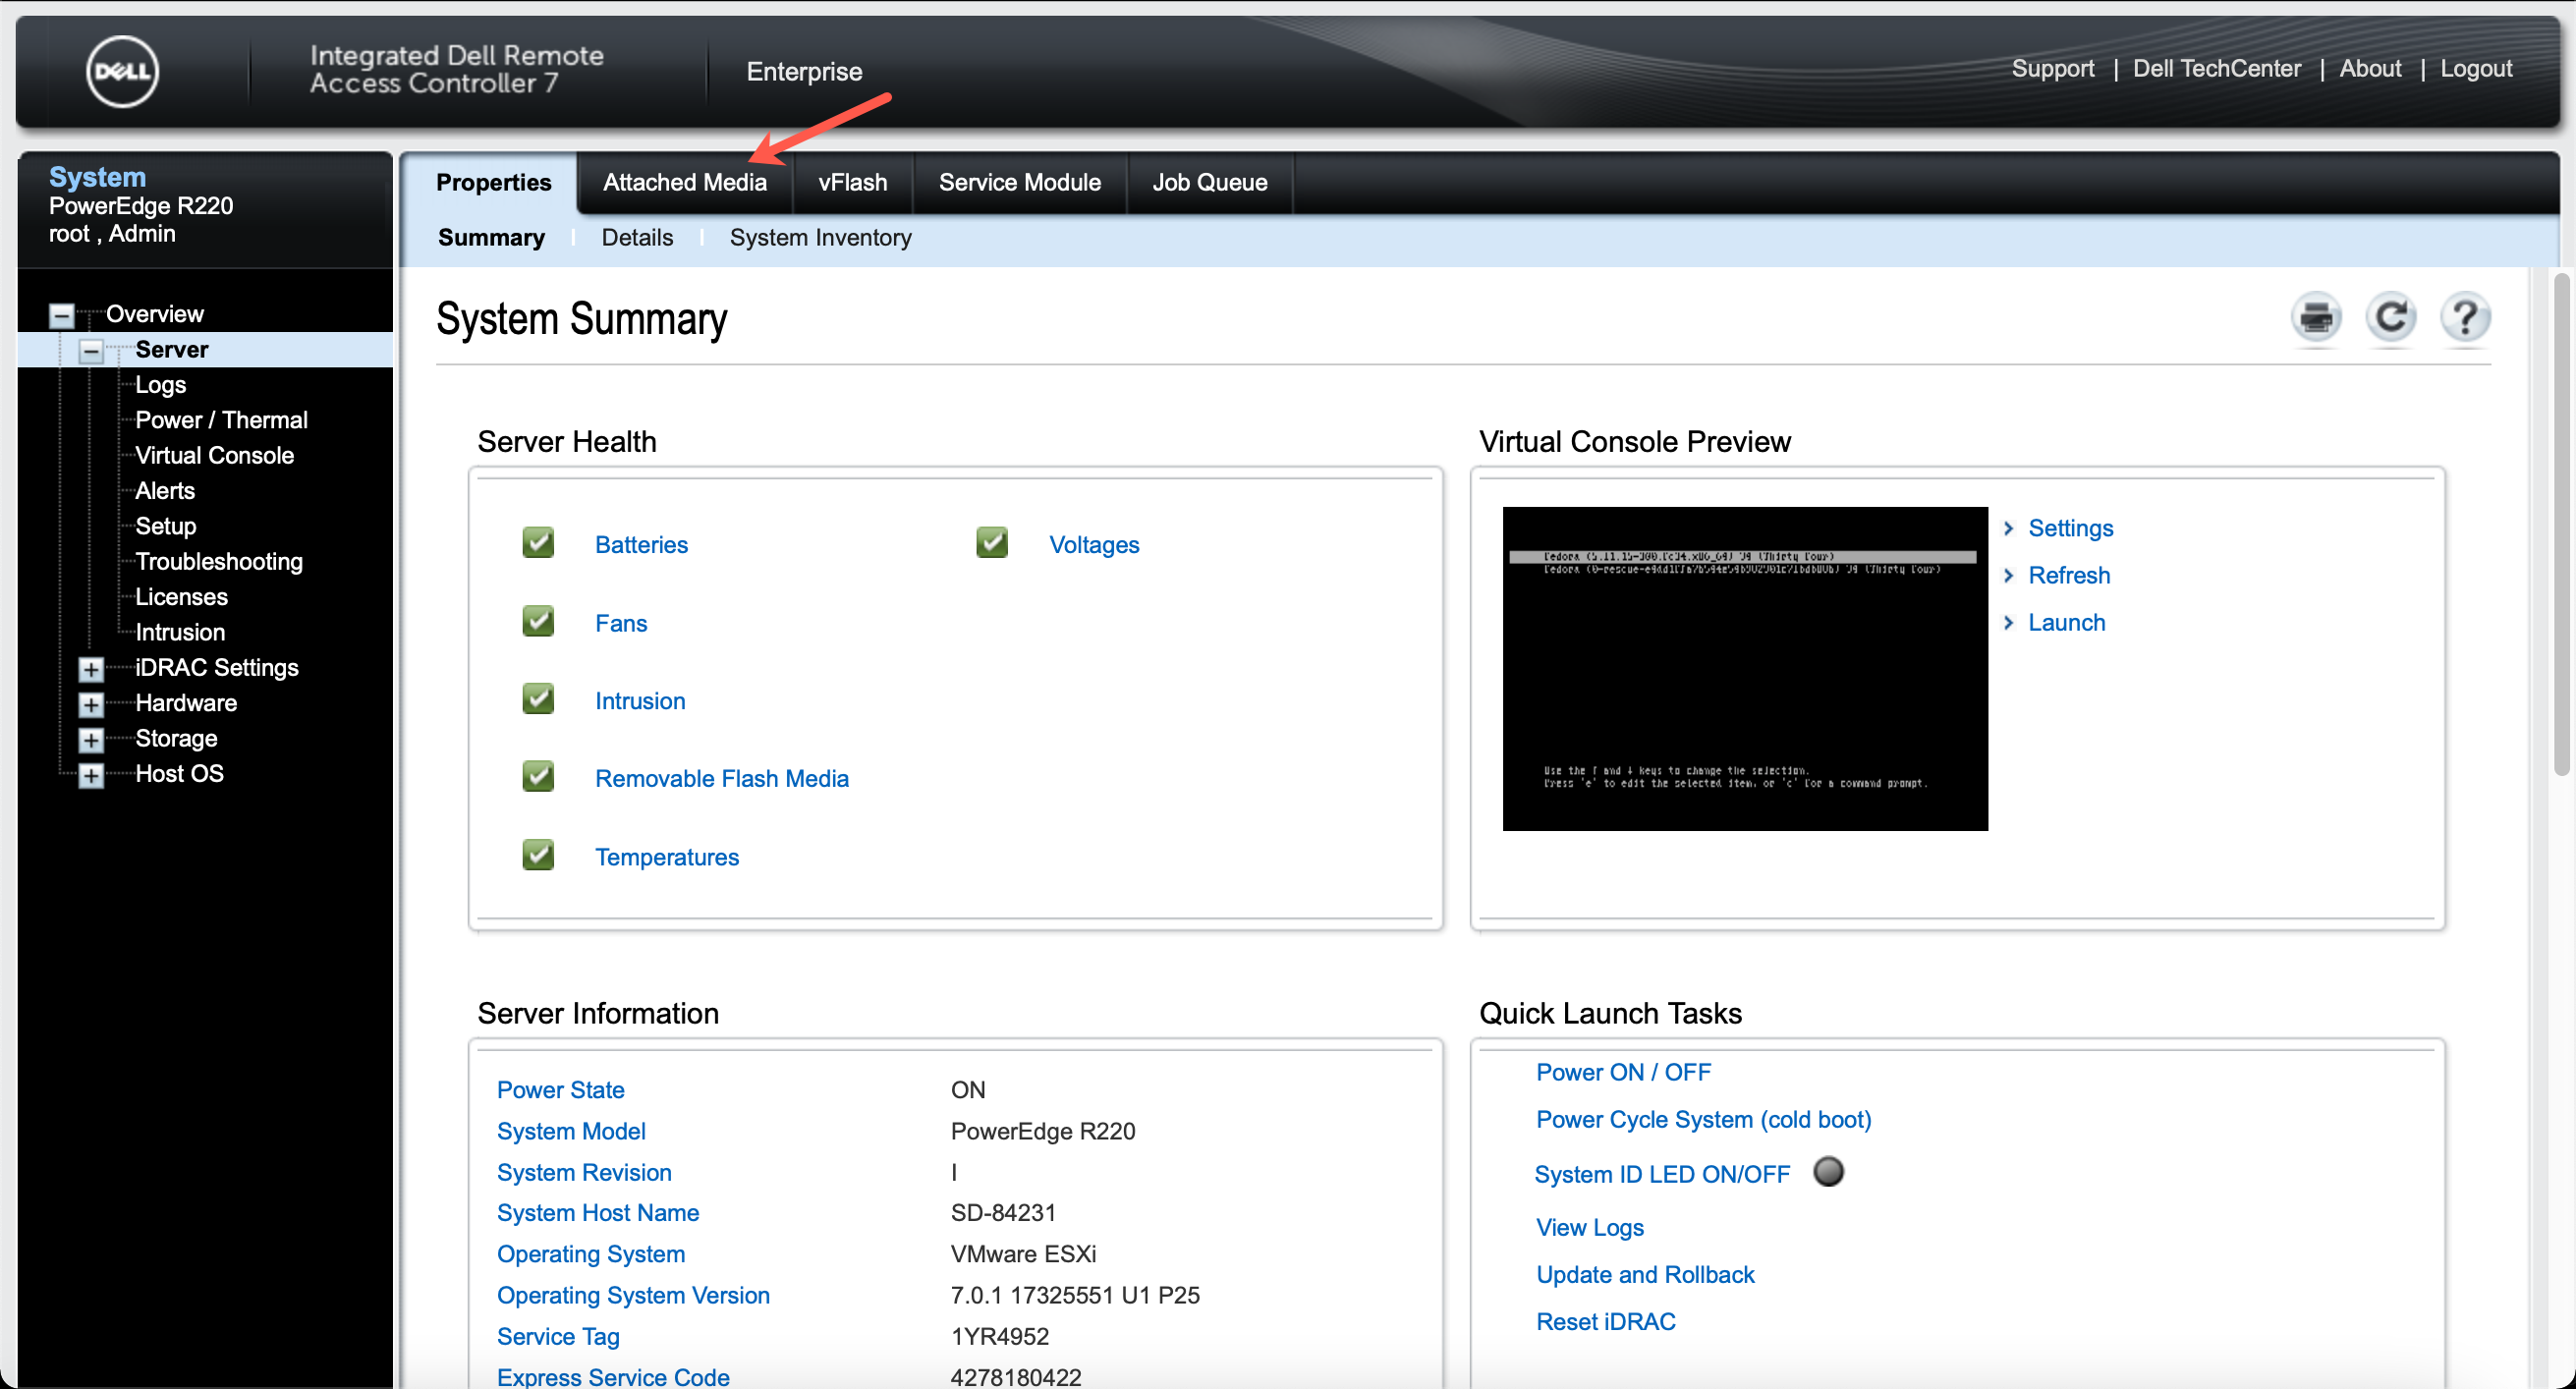 DELL
Integrated Dell Remote
Access Controller 7
Enterprise
Support | Dell TechCenter | About | Logout
System
PowerEdge R220
root , Admin
Properties
Attached Media
vFlash
Service Module
Job Queue
Summary
Details
System Inventory
Overview
Server
Logs
Power / Thermal
Virtual Console
Alerts
Setup
Troubleshooting
Licenses
Intrusion
iDRAC Settings
Hardware
Storage
Host OS
System Summary
?
Server Health
Batteries
Voltages
Fans
Intrusion
Removable Flash Media
Temperatures
Virtual Console Preview
Fedora (5.11.15-300.fc34.x86_64) 34 (Thirty Four)
Fedora 34 (Thirty Four)
Use the ↑ and ↓ keys to change the selection.
Press 'e' to edit the selected item, or 'c' for a command prompt.
Settings
Refresh
Launch
Server Information
Power State ON
System Model PowerEdge R220
System Revision I
System Host Name SD-84231
Operating System VMware ESXi
Operating System Version 7.0.1 17325551 U1 P25
Service Tag 1YR4952
Express Service Code 4278180422
Quick Launch Tasks
Power ON / OFF
Power Cycle System (cold boot)
System ID LED ON/OFF
View Logs
Update and Rollback
Reset iDRAC